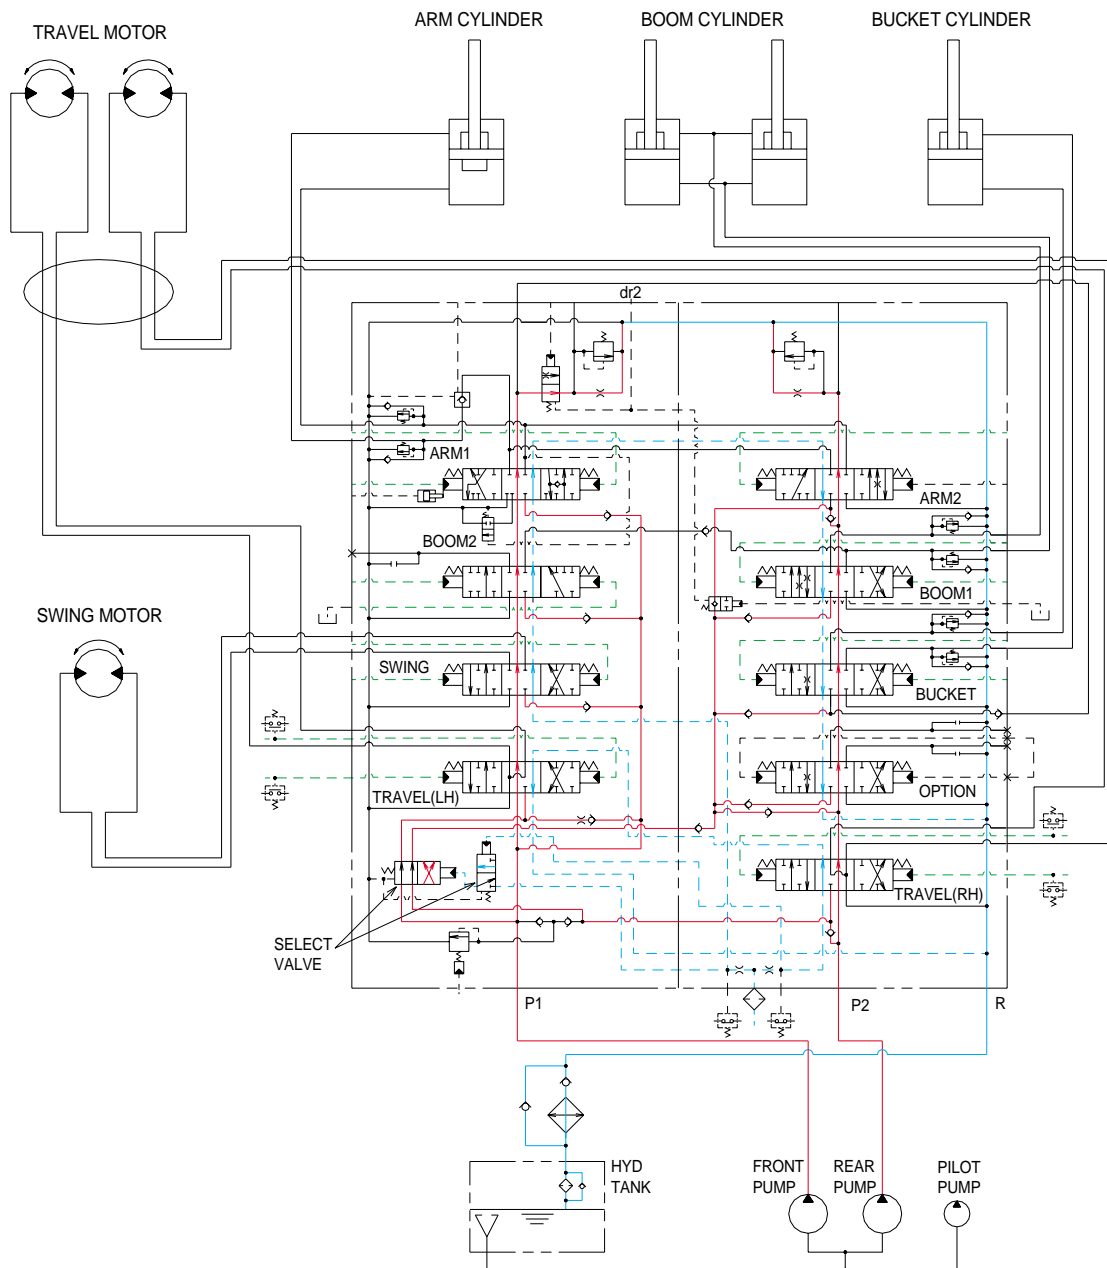 TRAVEL MOTOR
ARM CYLINDER
BOOM CYLINDER
BUCKET CYLINDER
dr2
ARM1
ARM2
BOOM2
BOOM1
SWING MOTOR
SWING
BUCKET
TRAVEL(LH)
OPTION
TRAVEL(RH)
SELECT
VALVE
P1
P2
R
HYD
TANK
FRONT
PUMP
REAR
PUMP
PILOT
PUMP